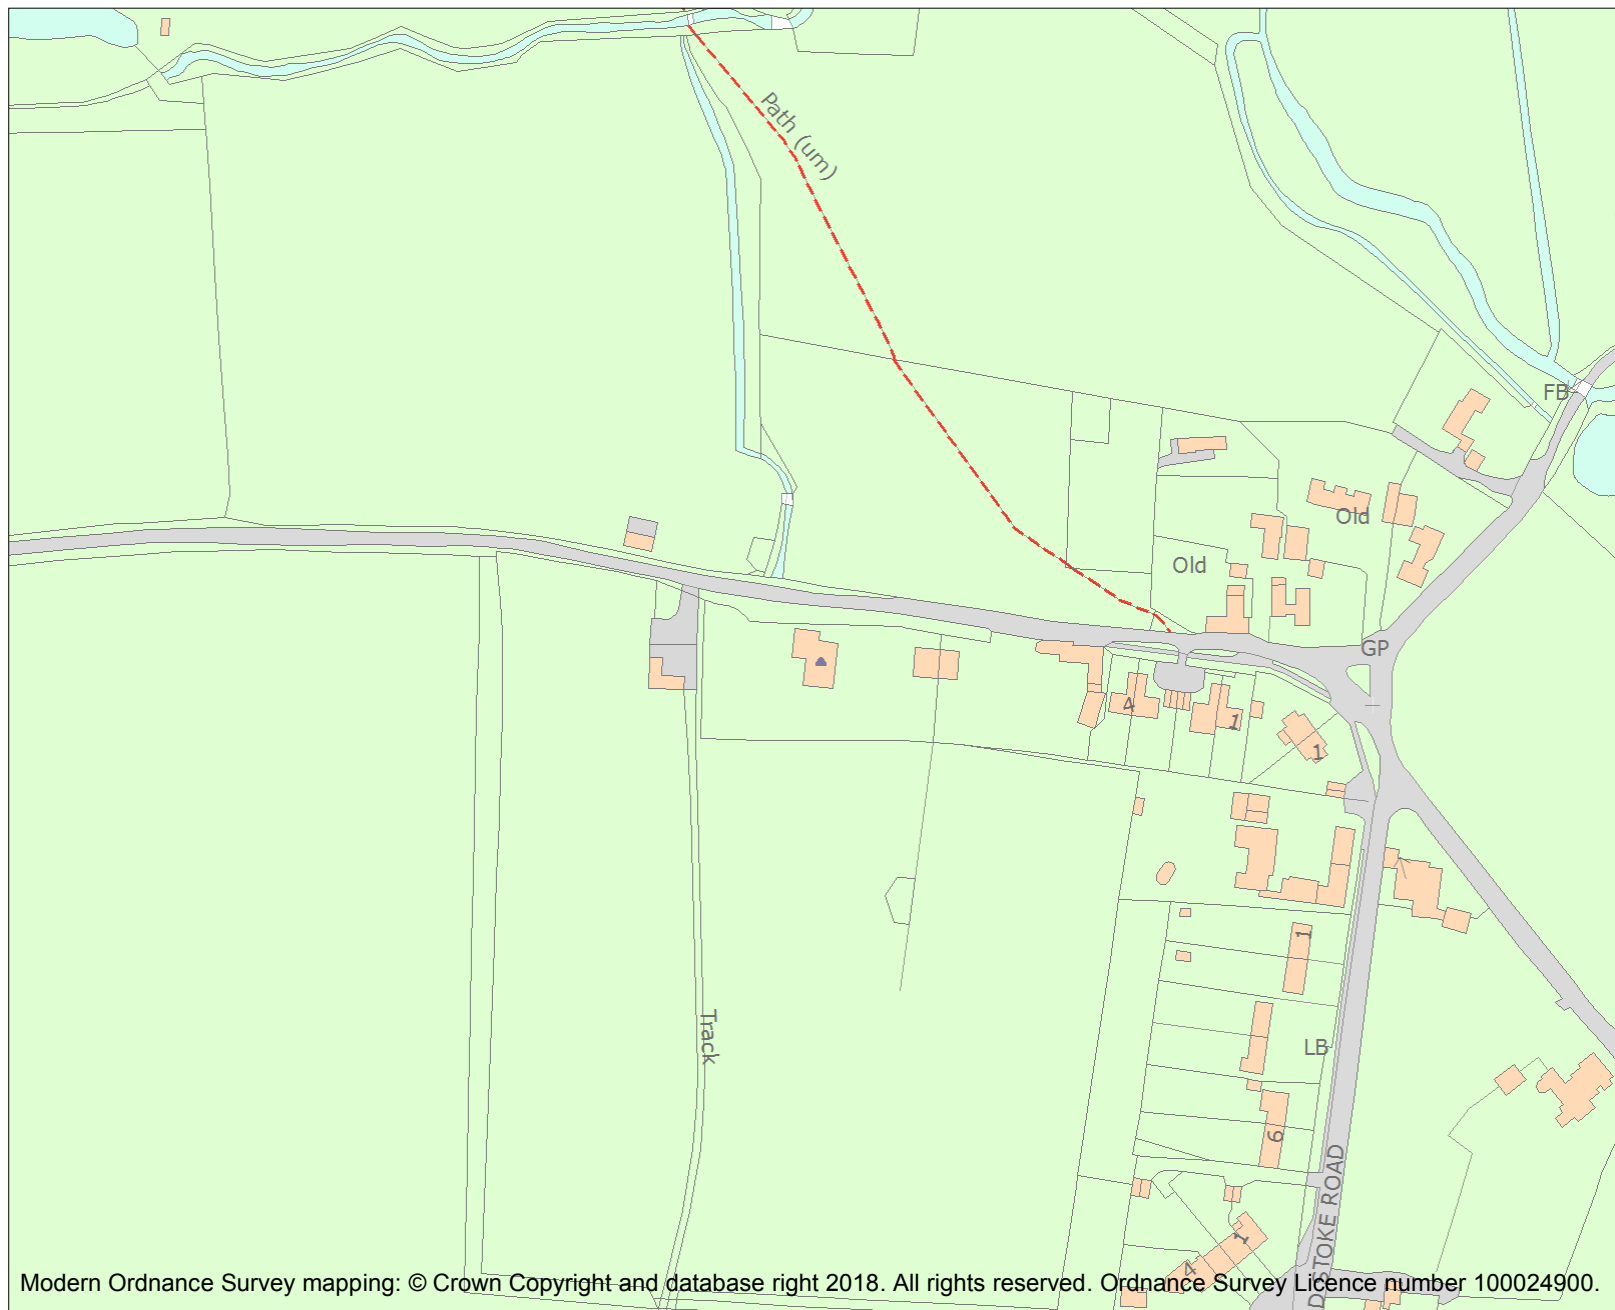 Path (um)
FB
Old
Old
GP
4
1
1
1
LB
Track
6
D STOKE ROAD
1
4
Modern Ordnance Survey mapping: © Crown Copyright and database right 2018. All rights reserved. Ordnance Survey Licence number 100024900.